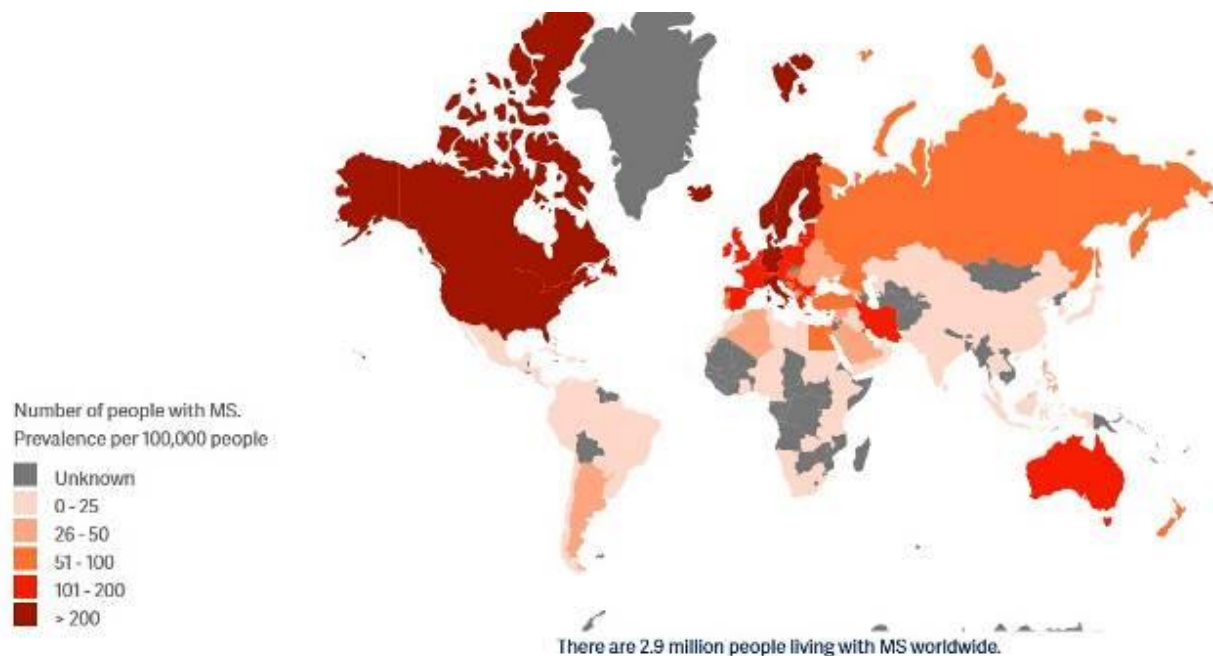 Number of people with MS.
Prevalence per 100,000 people
Unknown
0 - 25
26 - 50
51 - 100
101 - 200
> 200
There are 2.9 million people living with MS worldwide.